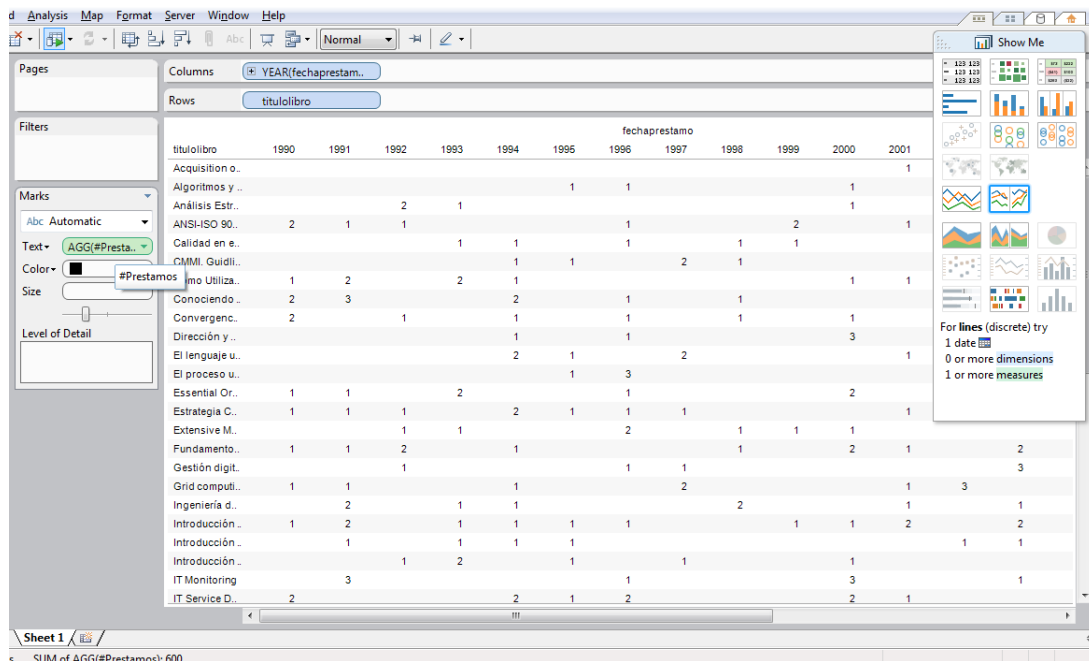 d Analysis Map Format Server Window Help
Abc Normal
Show Me
Pages
Columns YEAR(fechaprestam..
Rows titulolibro
Filters
fechaprestamo
titulolibro 1990 1991 1992 1993 1994 1995 1996 1997 1998 1999 2000 2001
Acquisition o.. 1
Algoritmos y .. 1 1 1
Análisis Estr.. 2 1 1
ANSI-ISO 90.. 2 1 1 1 2 1
Calidad en e.. 1 1 1 1 1
CMMI. Guidli.. 1 1 2 1
mo Utiliza.. 1 2 2 1 1 1
Conociendo .. 2 3 2 1 1
Convergenc.. 2 1 1 1 1 1
Dirección y .. 1 1 3
El lenguaje u.. 2 1 2 1
El proceso u.. 1 3
Essential Or.. 1 1 2 1 2
Estrategia C.. 1 1 1 2 1 1 1 1
Extensive M.. 1 1 2 1 1 1
Fundamento.. 1 1 2 1 1 2 1 2
Gestión digit.. 1 1 1 3
Grid computi.. 1 1 1 2 1 3
Ingeniería d.. 2 1 1 2 1 1
Introducción .. 1 2 1 1 1 1 1 1 2 2
Introducción .. 1 1 1 1 1 1
Introducción .. 1 2 1 1 1
IT Monitoring 3 1 3 1
IT Service D.. 2 2 1 2 2 1
Marks
Abc Automatic
Text AGG(#Presta..
Color
#Prestamos
Size
Level of Detail
For lines (discrete) try
1 date
0 or more dimensions
1 or more measures
Sheet 1
s SUM of AGG(#Prestamos): 600